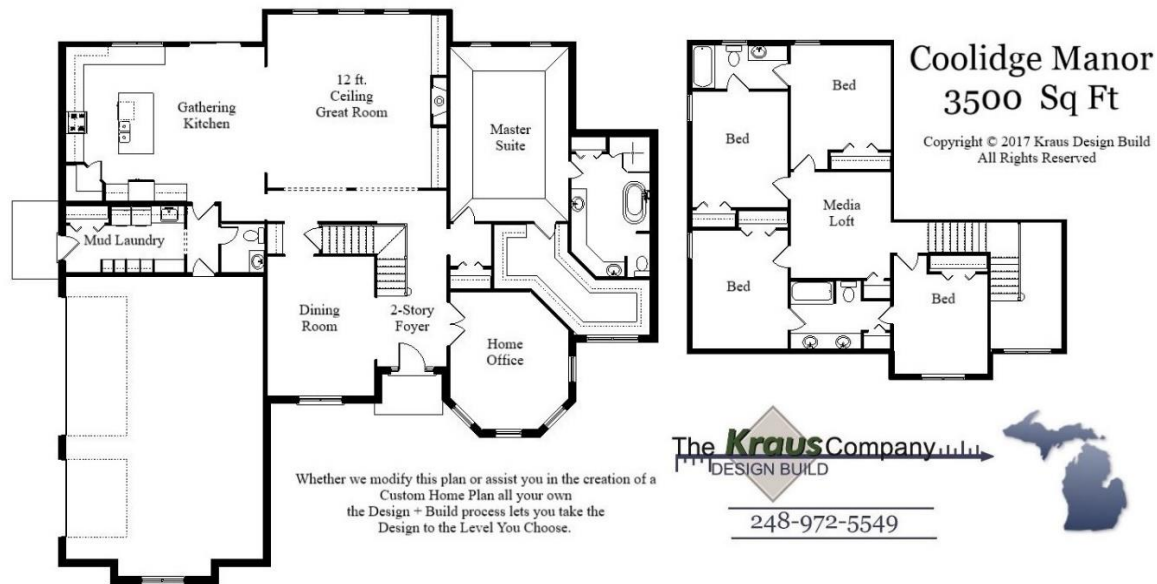 Gathering
Kitchen
12 ft.
Ceiling
Great Room
Master
Suite
Mud Laundry
Dining
Room
2-Story
Foyer
Home
Office
Bed
Bed
Media
Loft
Bed
Bed
Coolidge Manor
3500 Sq Ft
Copyright © 2017 Kraus Design Build
All Rights Reserved
Whether we modify this plan or assist you in the creation of a
Custom Home Plan all your own
the Design + Build process lets you take the
Design to the Level You Choose.
The Kraus Company
DESIGN BUILD
248-972-5549